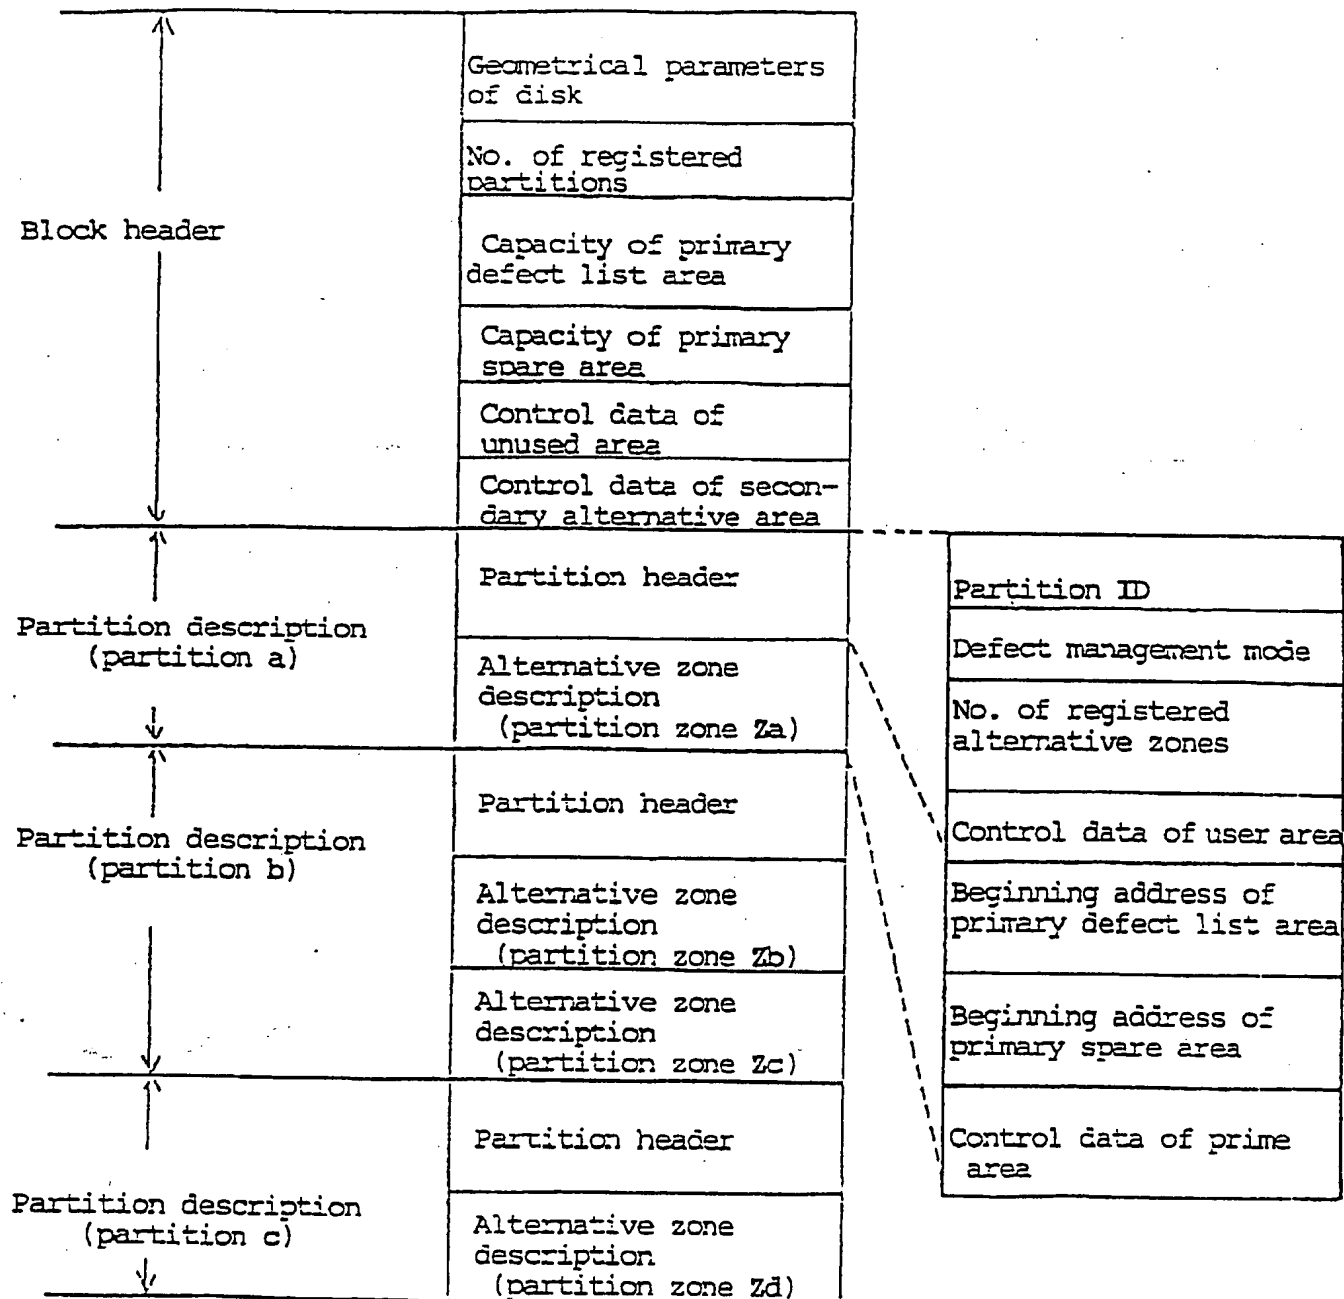 Geometrical parameters
of disk
No. of registered
partitions
Block header
Capacity of primary
defect list area
Capacity of primary
spare area
Control data of
unused area
Control data of secon-
dary alternative area
Partition description
(partition a)
Partition header
Alternative zone
description
(partition zone Za)
Partition description
(partition b)
Partition header
Alternative zone
description
(partition zone Zb)
Alternative zone
description
(partition zone Zc)
Partition description
(partition c)
Partition header
Alternative zone
description
(partition zone Zd)
Partition ID
Defect management mode
No. of registered
alternative zones
Control data of user area
Beginning address of
primary defect list area
Beginning address of
primary spare area
Control data of prime
area